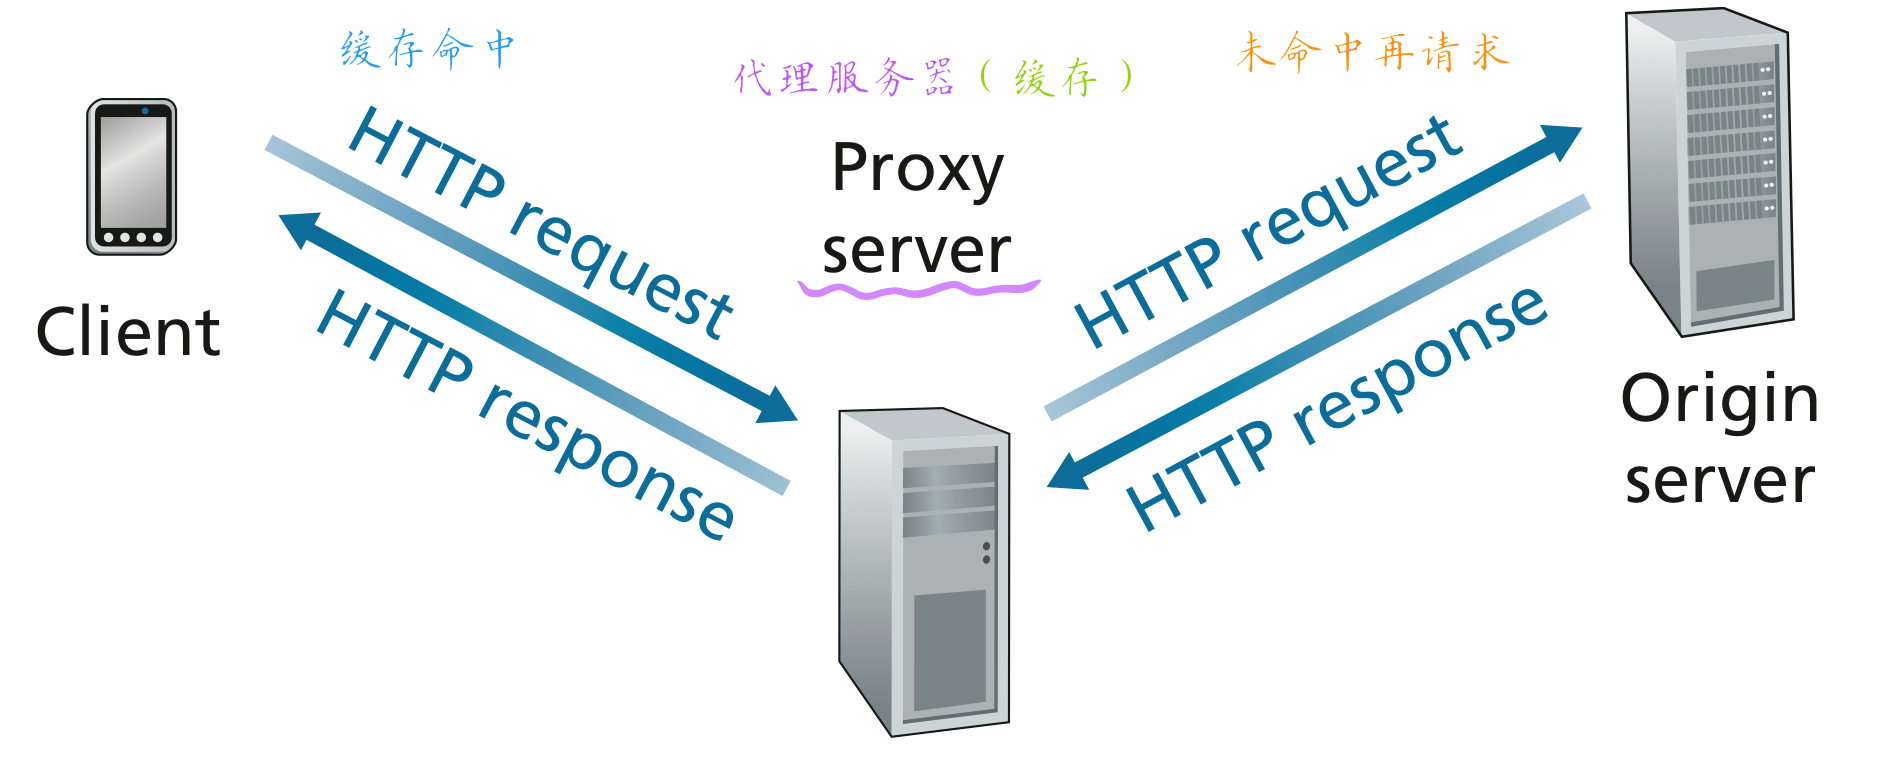 缓存命中
代理服务器(缓存)
未命中再请求
Client
HTTP request
HTTP response
Proxy
server
HTTP request
HTTP response
Origin
server